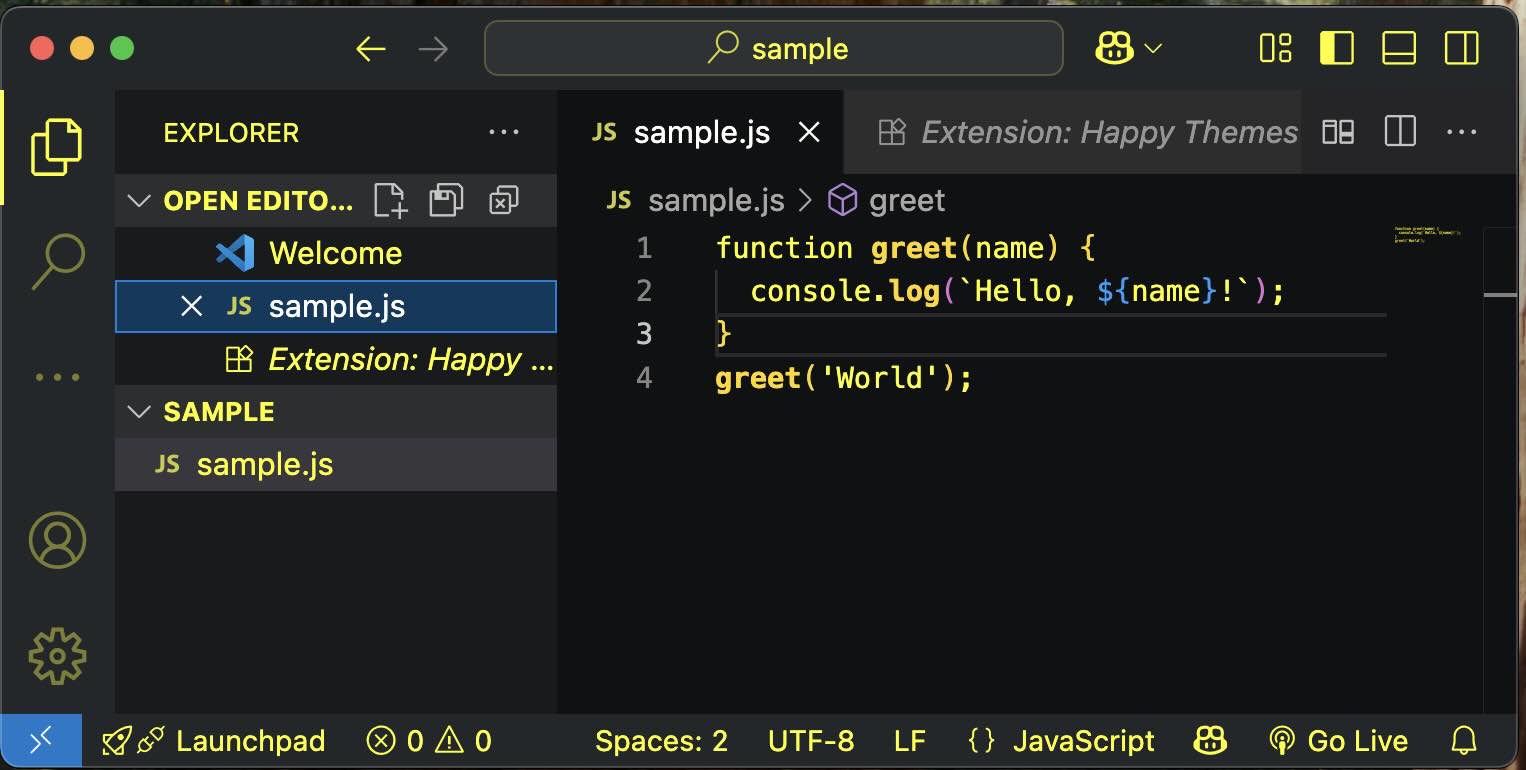 sample
EXPLORER
OPEN EDITO...
Welcome
JS sample.js
Extension: Happy ...
SAMPLE
JS sample.js
JS sample.js
Extension: Happy Themes
JS sample.js > greet
1 function greet(name) {
2 console.log(`Hello, ${name}!`);
3 }
4 greet('World');
Launchpad 0 0 Spaces: 2 UTF-8 LF {} JavaScript Go Live